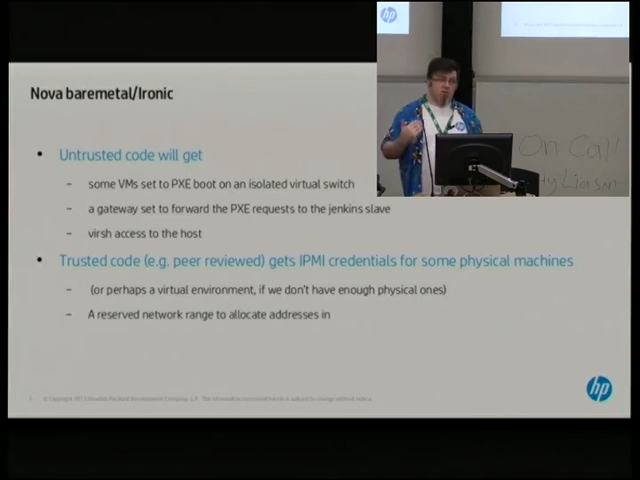 Nova baremetal/Ironic
• Untrusted code will get
– some VMs set to PXE boot on an isolated virtual switch
– a gateway set to forward the PXE requests to the jenkins slave
– virsh access to the host
• Trusted code (e.g. peer reviewed) gets IPMI credentials for some physical machines
– (or perhaps a virtual environment, if we don't have enough physical ones)
– A reserved network range to allocate addresses in
hp
hp
On Call